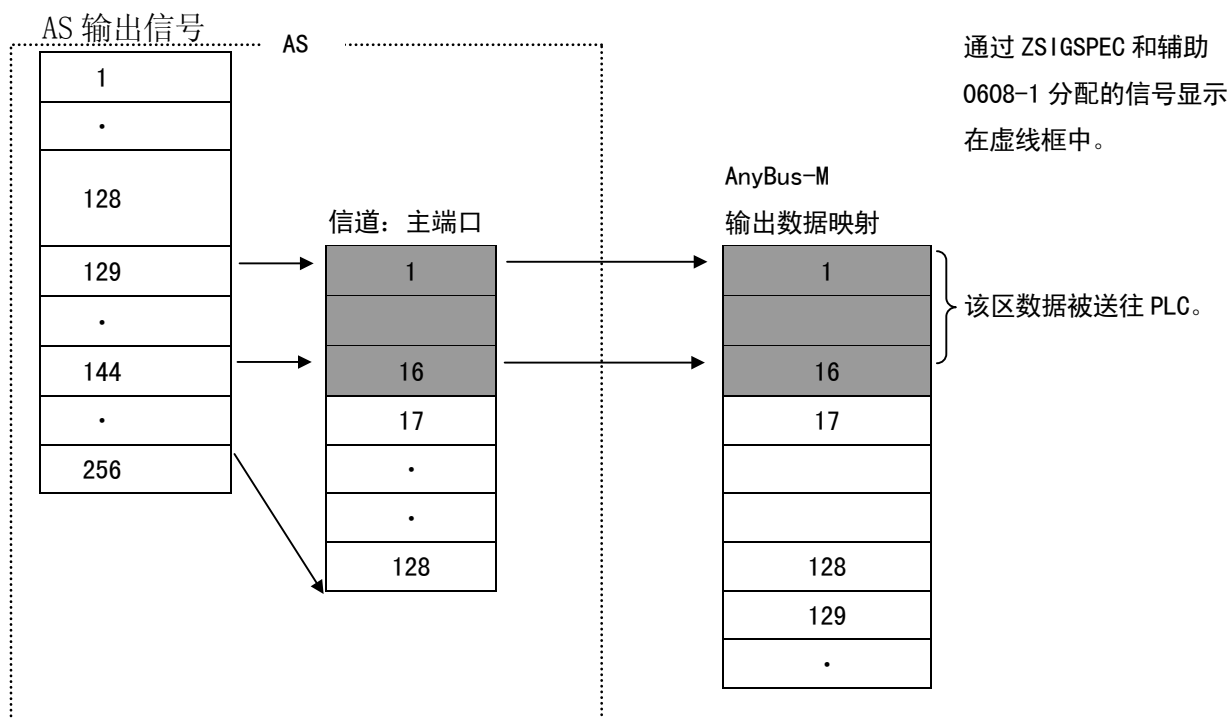 AS 输出信号
AS
1
·
128
129
·
144
·
256
信道：主端口
1
16
17
·
·
128
通过 ZSIGSPEC 和辅助
0608-1 分配的信号显示
在虚线框中。
AnyBus-M
输出数据映射
1
16
17
128
129
·
该区数据被送往 PLC。